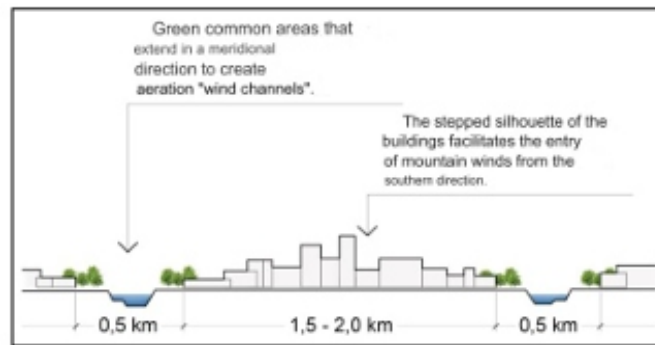 Green common areas that
extend in a meridional
direction to create
aeration "wind channels".
The stepped silhouette of the
buildings facilitates the entry
of mountain winds from the
southern direction.
0,5 km
1,5 - 2,0 km
0,5 km